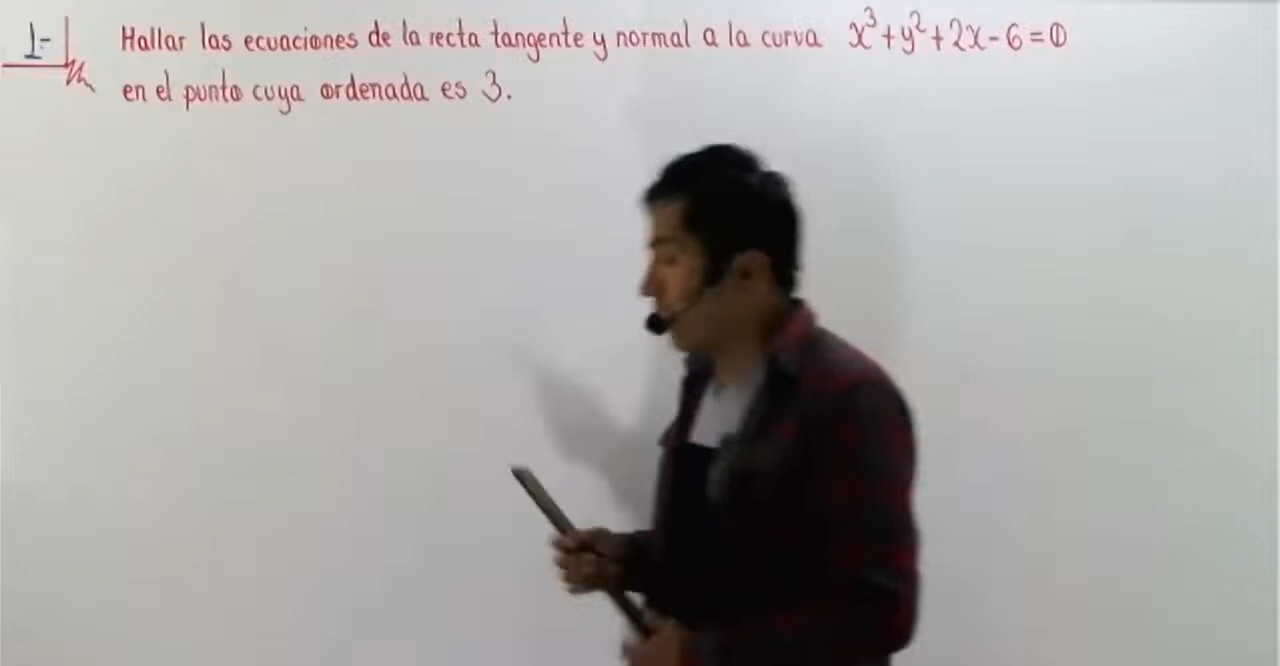 1- Hallar las ecuaciones de la recta tangente y normal a la curva x³+y²+2x-6=0
en el punto cuya ordenada es 3.